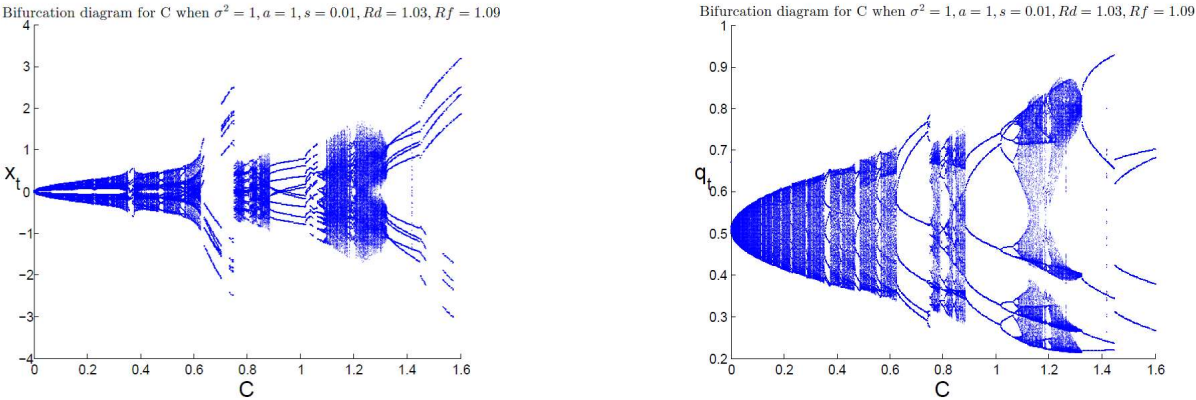 Bifurcation diagram for C when σ² = 1, a = 1, s = 0.01, Rd = 1.03, Rf = 1.09
4
3
2
1
x_t
0
−1
−2
−3
−4
0 0.2 0.4 0.6 0.8 1 1.2 1.4 1.6
C
Bifurcation diagram for C when σ² = 1, a = 1, s = 0.01, Rd = 1.03, Rf = 1.09
1
0.9
0.8
0.7
q_t
0.6
0.5
0.4
0.3
0.2
0 0.2 0.4 0.6 0.8 1 1.2 1.4 1.6
C